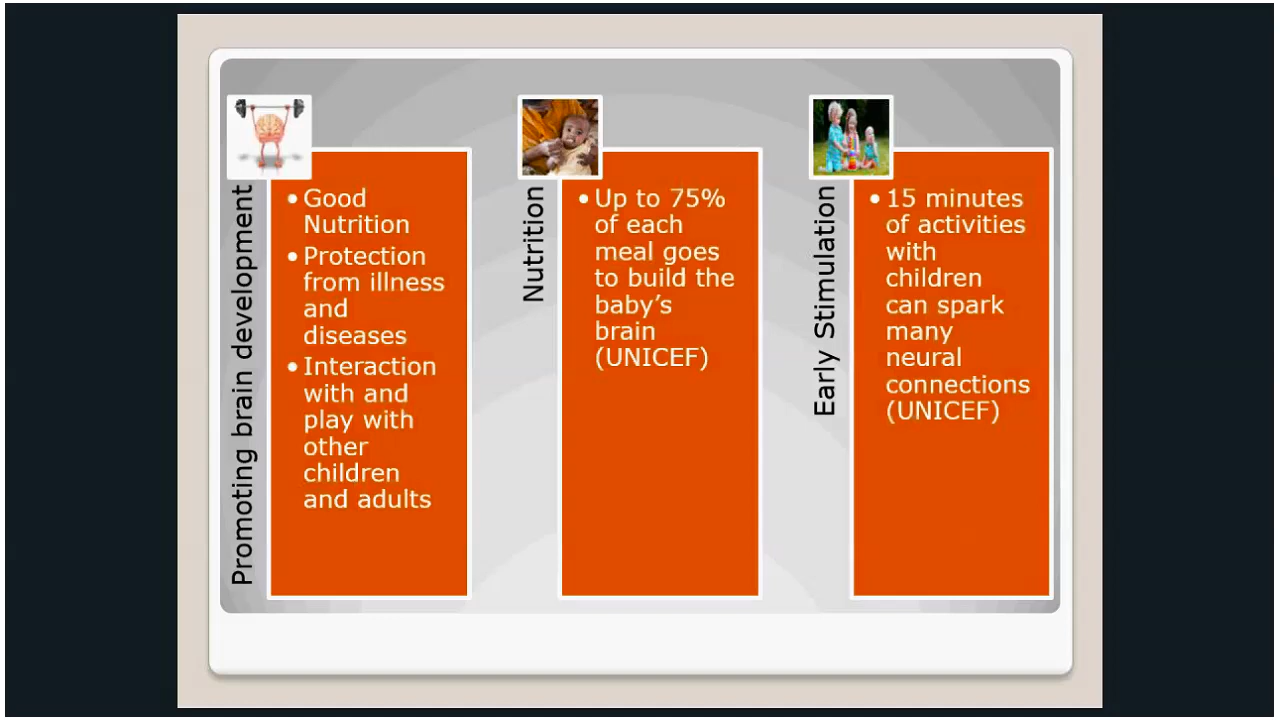 Promoting brain development
• Good
Nutrition
• Protection
from illness
and
diseases
• Interaction
with and
play with
other
children
and adults
Nutrition
• Up to 75%
of each
meal goes
to build the
baby’s
brain
(UNICEF)
Early Stimulation
• 15 minutes
of activities
with
children
can spark
many
neural
connections
(UNICEF)